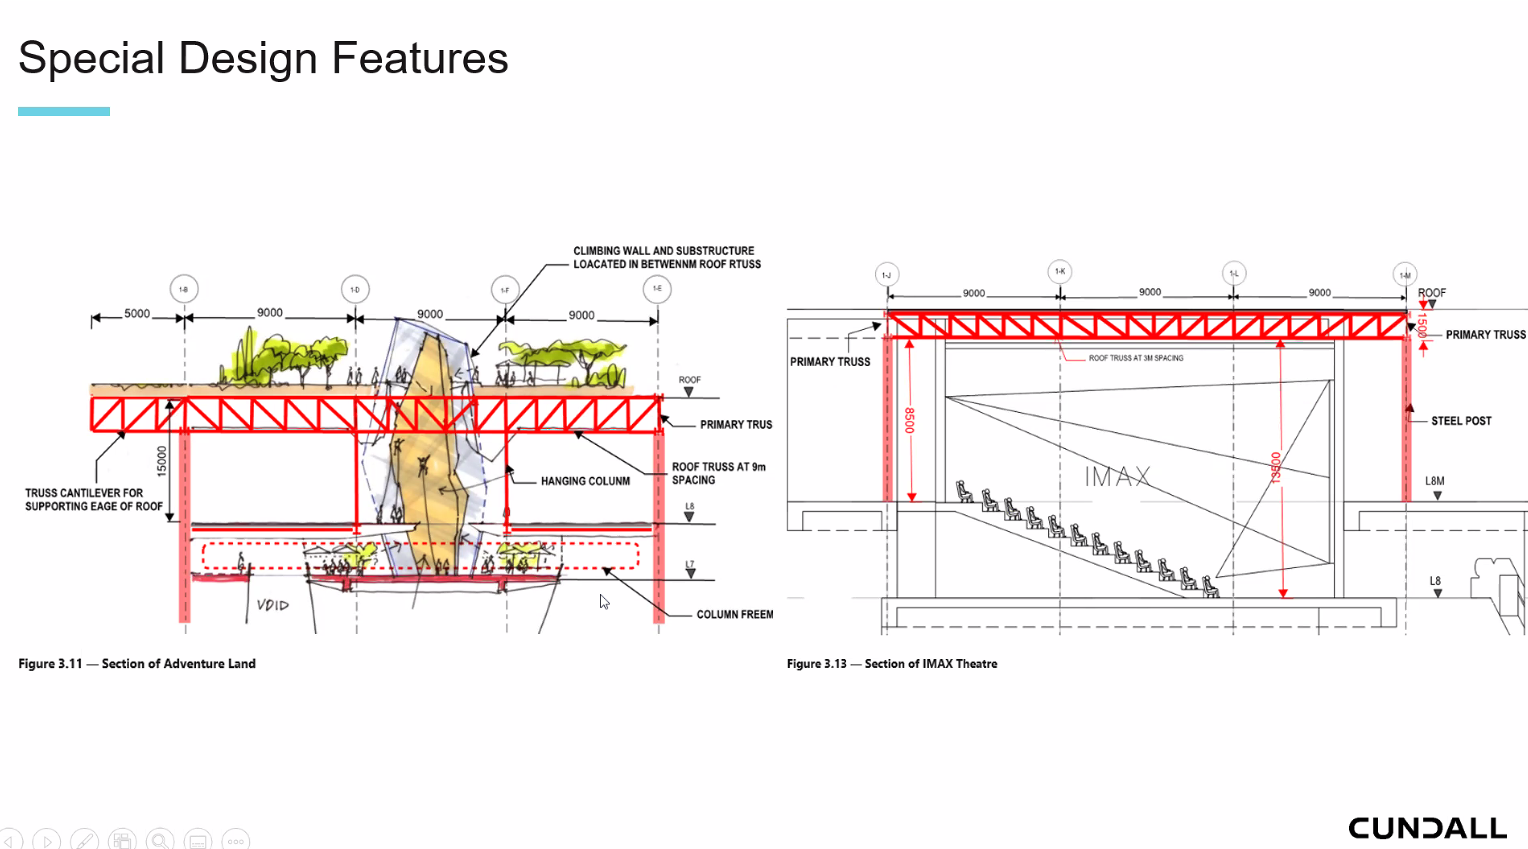 Special Design Features
CLIMBING WALL AND SUBSTRUCTURE
LOACATED IN BETWENNM ROOF RTUSS
1-B
1-D
1-F
1-E
5000
9000
9000
9000
ROOF
PRIMARY TRUS
15000
ROOF TRUSS AT 9m
SPACING
HANGING COLUNM
TRUSS CANTILEVER FOR
SUPPORTING EAGE OF ROOF
L8
L7
VOID
COLUMN FREEM
Figure 3.11 — Section of Adventure Land
1-J
1-K
1-L
1-M
9000
9000
9000
ROOF
1500
PRIMARY TRUSS
PRIMARY TRUSS
ROOF TRUSS AT 3M SPACING
8500
STEEL POST
IMAX
13500
L8M
L8
Figure 3.13 — Section of IMAX Theatre
CUNDALL